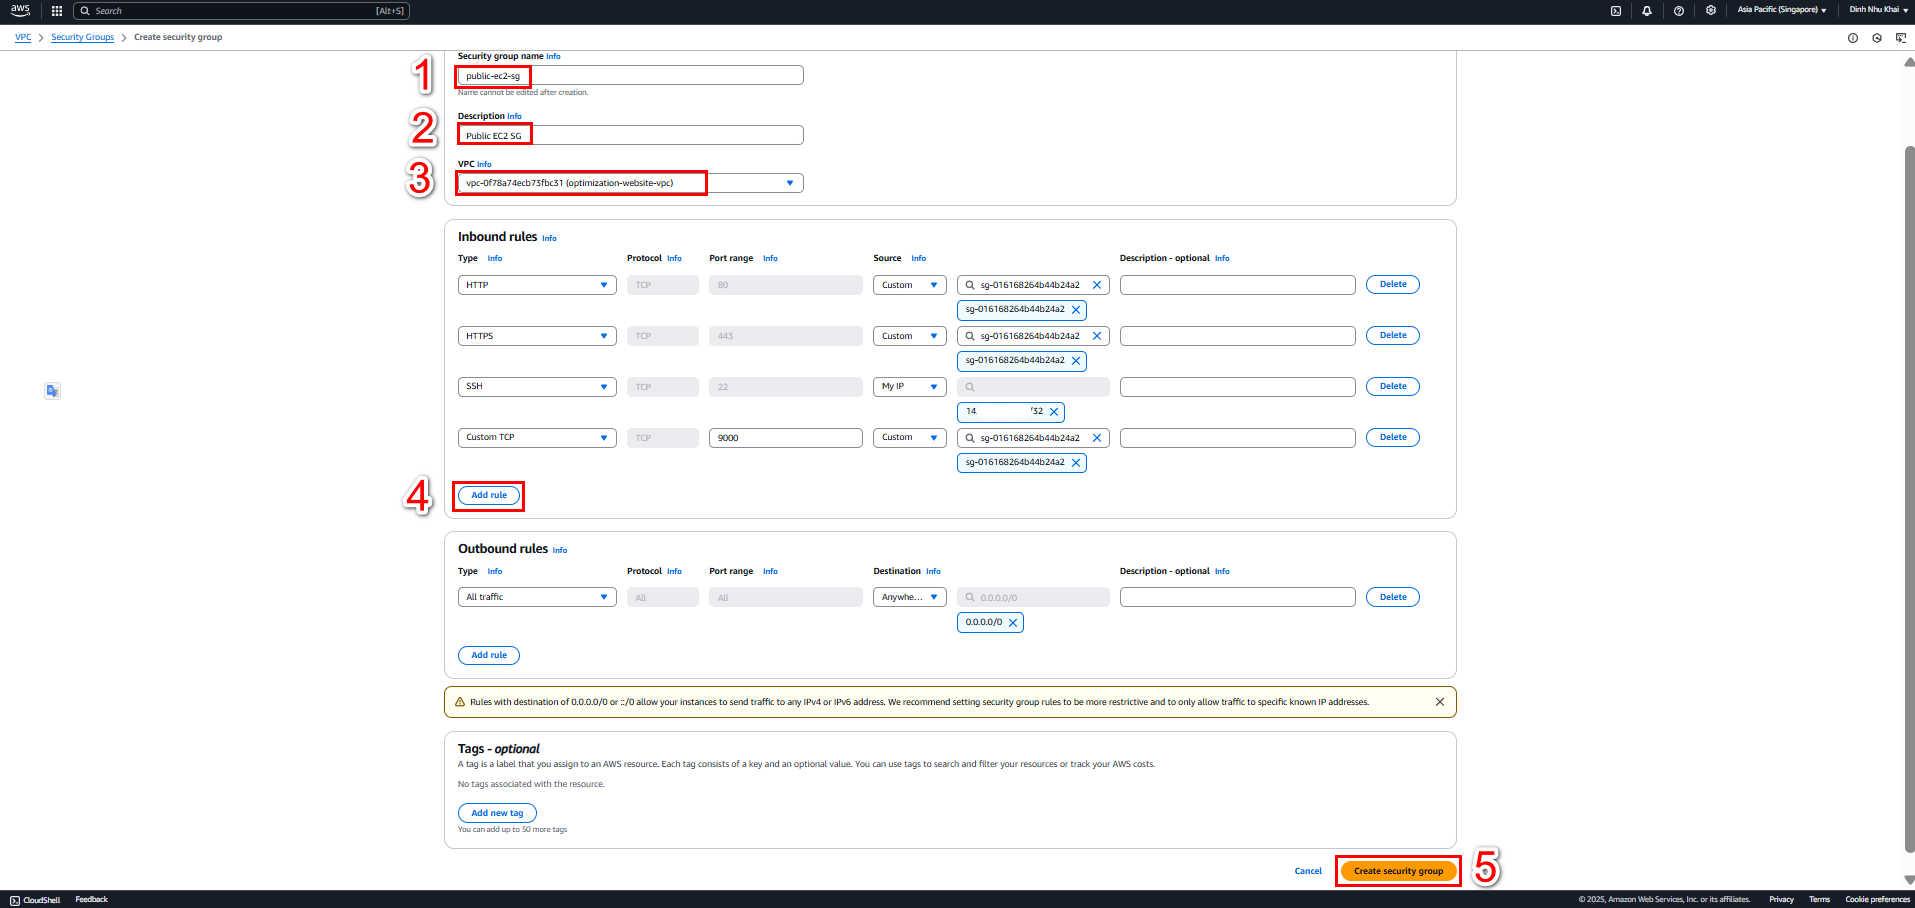 aws Search [Alt+S] Asia Pacific (Singapore) Dinh Nhu Khai
VPC Security Groups Create security group
Security group name Info
1 public-ec2-sg
Name cannot be edited after creation.
Description Info
2 Public EC2 SG
VPC Info
3 vpc-0f78a74ecb73fbc31 (optimization-website-vpc)
Inbound rules Info
Type Info Protocol Info Port range Info Source Info Description - optional Info
HTTP TCP 80 Custom sg-016168264b44b24a2 Delete
sg-016168264b44b24a2
HTTPS TCP 443 Custom sg-016168264b44b24a2 Delete
sg-016168264b44b24a2
SSH TCP 22 My IP Delete
14. /32
Custom TCP TCP 9000 Custom sg-016168264b44b24a2 Delete
sg-016168264b44b24a2
4 Add rule
Outbound rules Info
Type Info Protocol Info Port range Info Destination Info Description - optional Info
All traffic All All Anywhe... 0.0.0.0/0 Delete
0.0.0.0/0
Add rule
Rules with destination of 0.0.0.0/0 or ::/0 allow your instances to send traffic to any IPv4 or IPv6 address. We recommend setting security group rules to be more restrictive and to only allow traffic to specific known IP addresses.
Tags - optional
A tag is a label that you assign to an AWS resource. Each tag consists of a key and an optional value. You can use tags to search and filter your resources or track your AWS costs.
No tags associated with the resource.
Add new tag
You can add up to 50 more tags
Cancel Create security group 5
CloudShell Feedback © 2025, Amazon Web Services, Inc. or its affiliates. Privacy Terms Cookie preferences